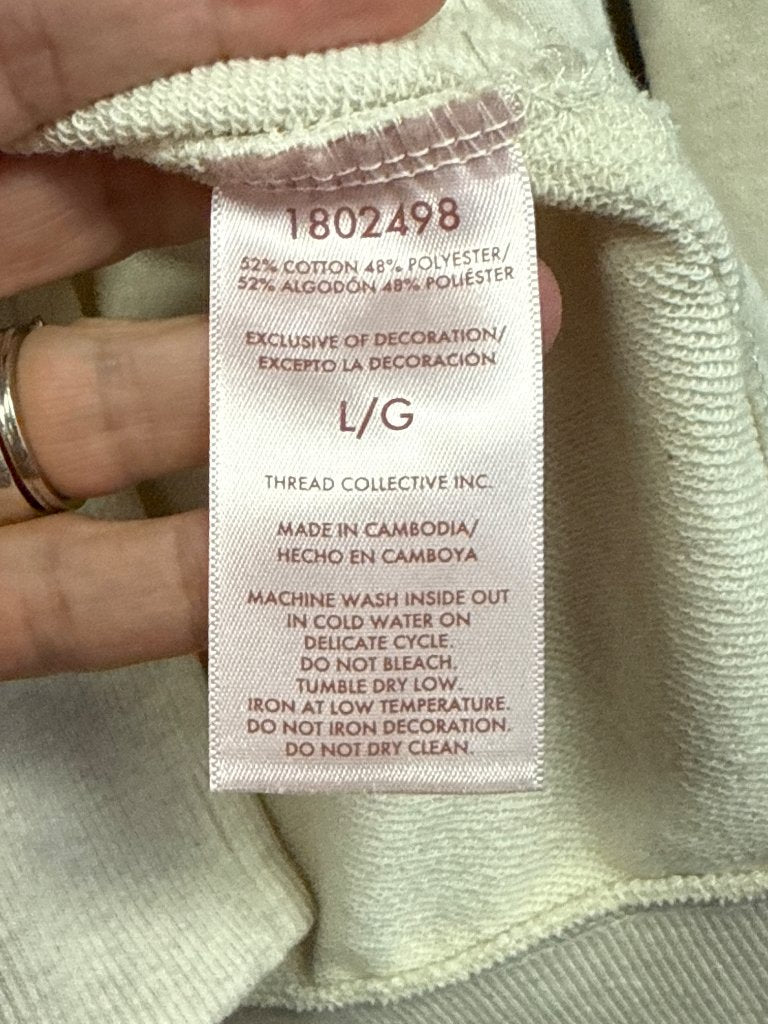 1802498
52% COTTON 48% POLYESTER/
52% ALGODÓN 48% POLIÉSTER
EXCLUSIVE OF DECORATION/
EXCEPTO LA DECORACIÓN
L/G
THREAD COLLECTIVE INC.
MADE IN CAMBODIA/
HECHO EN CAMBOYA
MACHINE WASH INSIDE OUT
IN COLD WATER ON
DELICATE CYCLE.
DO NOT BLEACH.
TUMBLE DRY LOW.
IRON AT LOW TEMPERATURE.
DO NOT IRON DECORATION.
DO NOT DRY CLEAN.